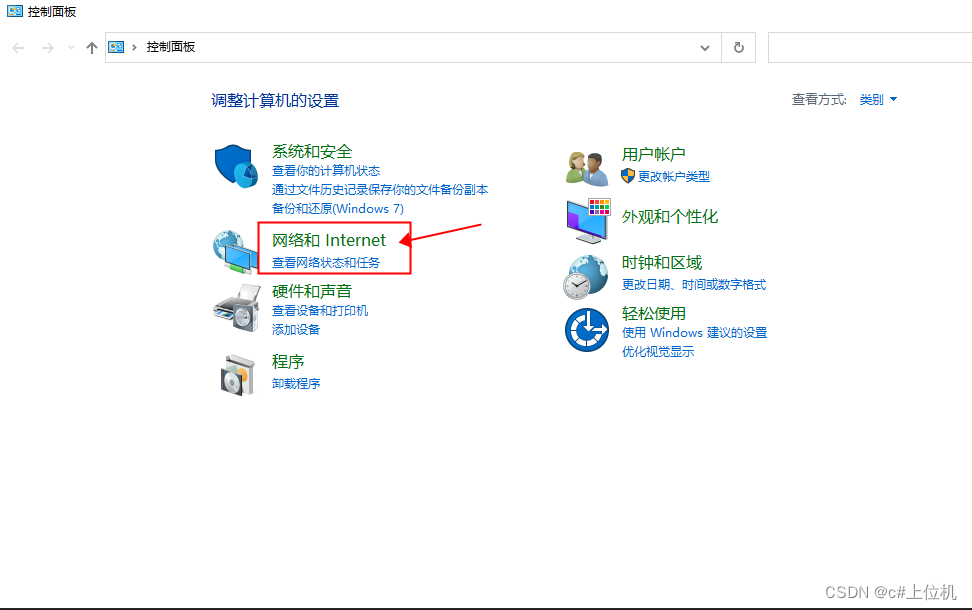 控制面板
控制面板
调整计算机的设置
查看方式: 类别
系统和安全
查看你的计算机状态
通过文件历史记录保存你的文件备份副本
备份和还原(Windows 7)
网络和 Internet
查看网络状态和任务
硬件和声音
查看设备和打印机
添加设备
程序
卸载程序
用户帐户
更改帐户类型
外观和个性化
时钟和区域
更改日期、时间或数字格式
轻松使用
使用 Windows 建议的设置
优化视觉显示
CSDN @c#上位机